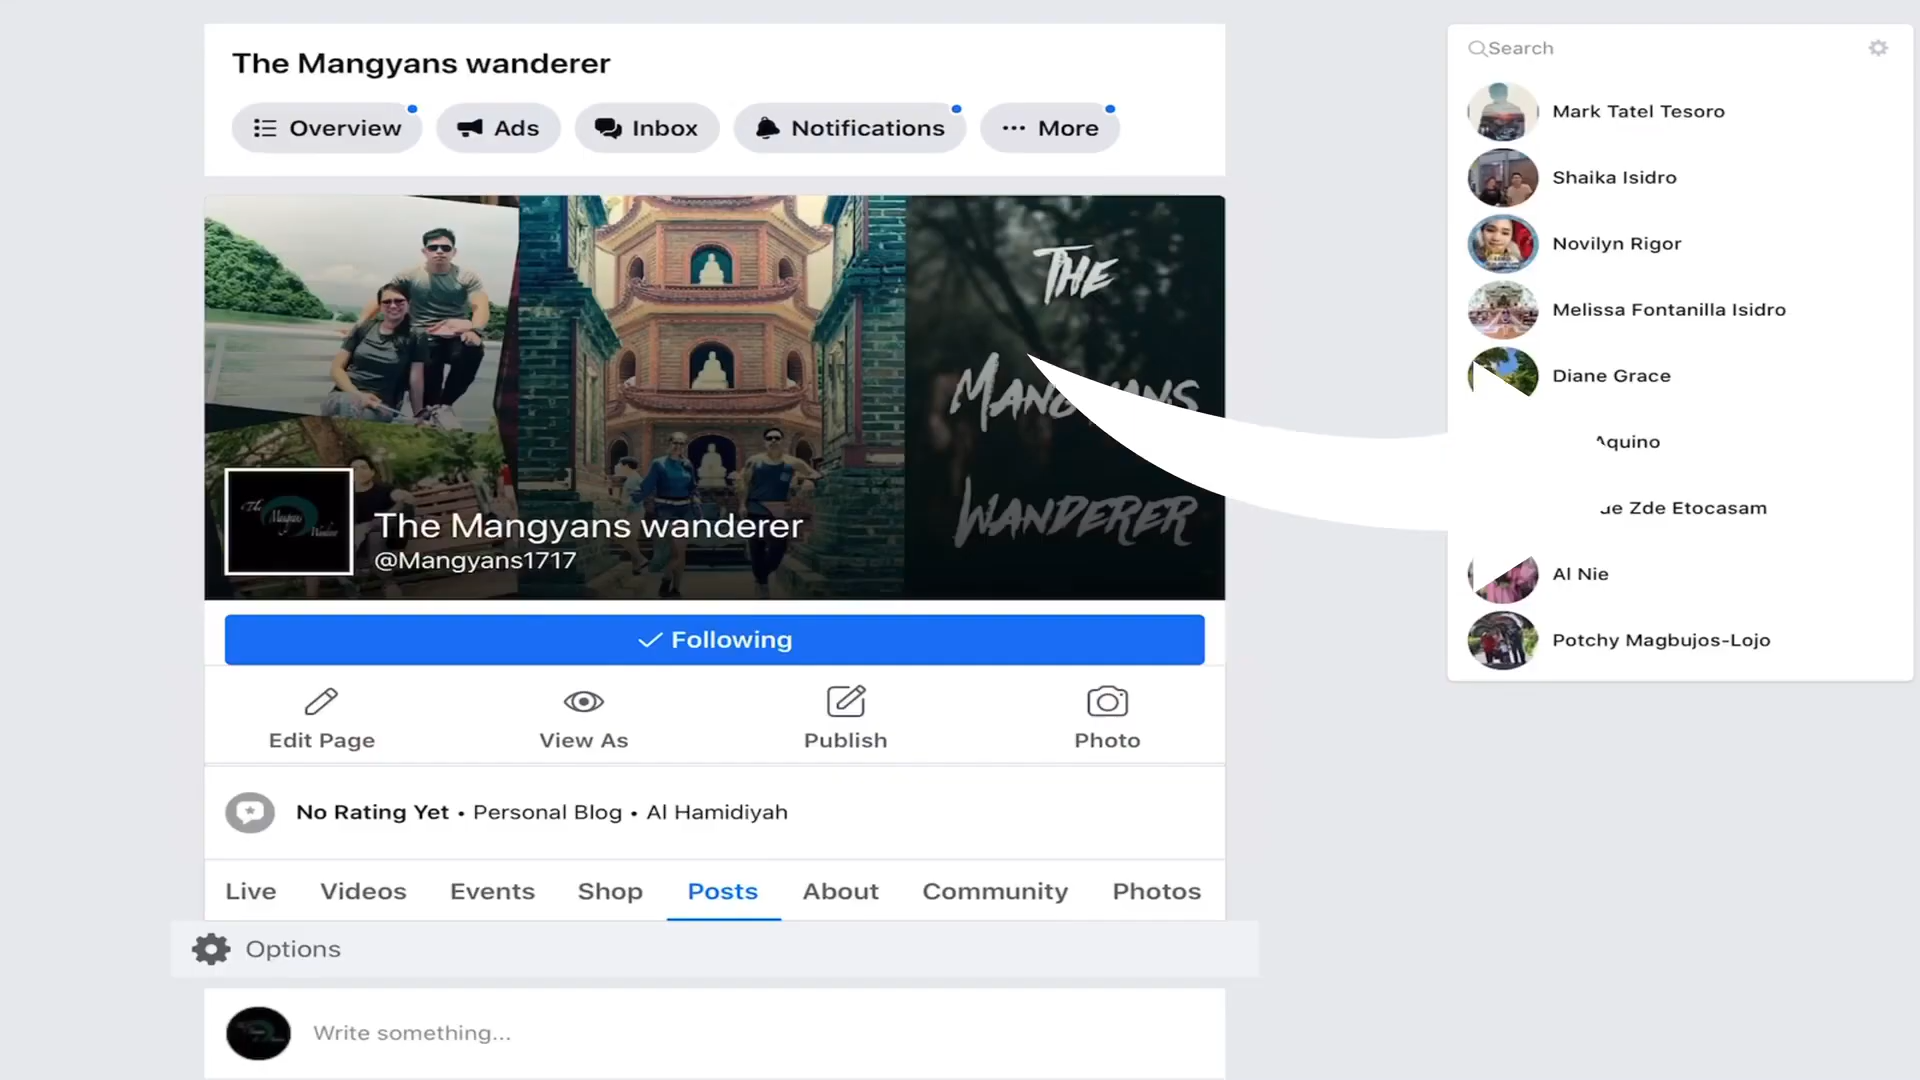 The Mangyans wanderer
Overview
Ads
Inbox
Notifications
More
THE
WANDERER
The Mangyans wanderer
@Mangyans1717
Following
Edit Page
View As
Publish
Photo
No Rating Yet • Personal Blog • Al Hamidiyah
Live
Videos
Events
Shop
Posts
About
Community
Photos
Options
Write something...
Search
Mark Tatel Tesoro
Shaika Isidro
Novilyn Rigor
Melissa Fontanilla Isidro
Diane Grace
Aquino
Zde Etocasam
Al Nie
Potchy Magbujos-Lojo